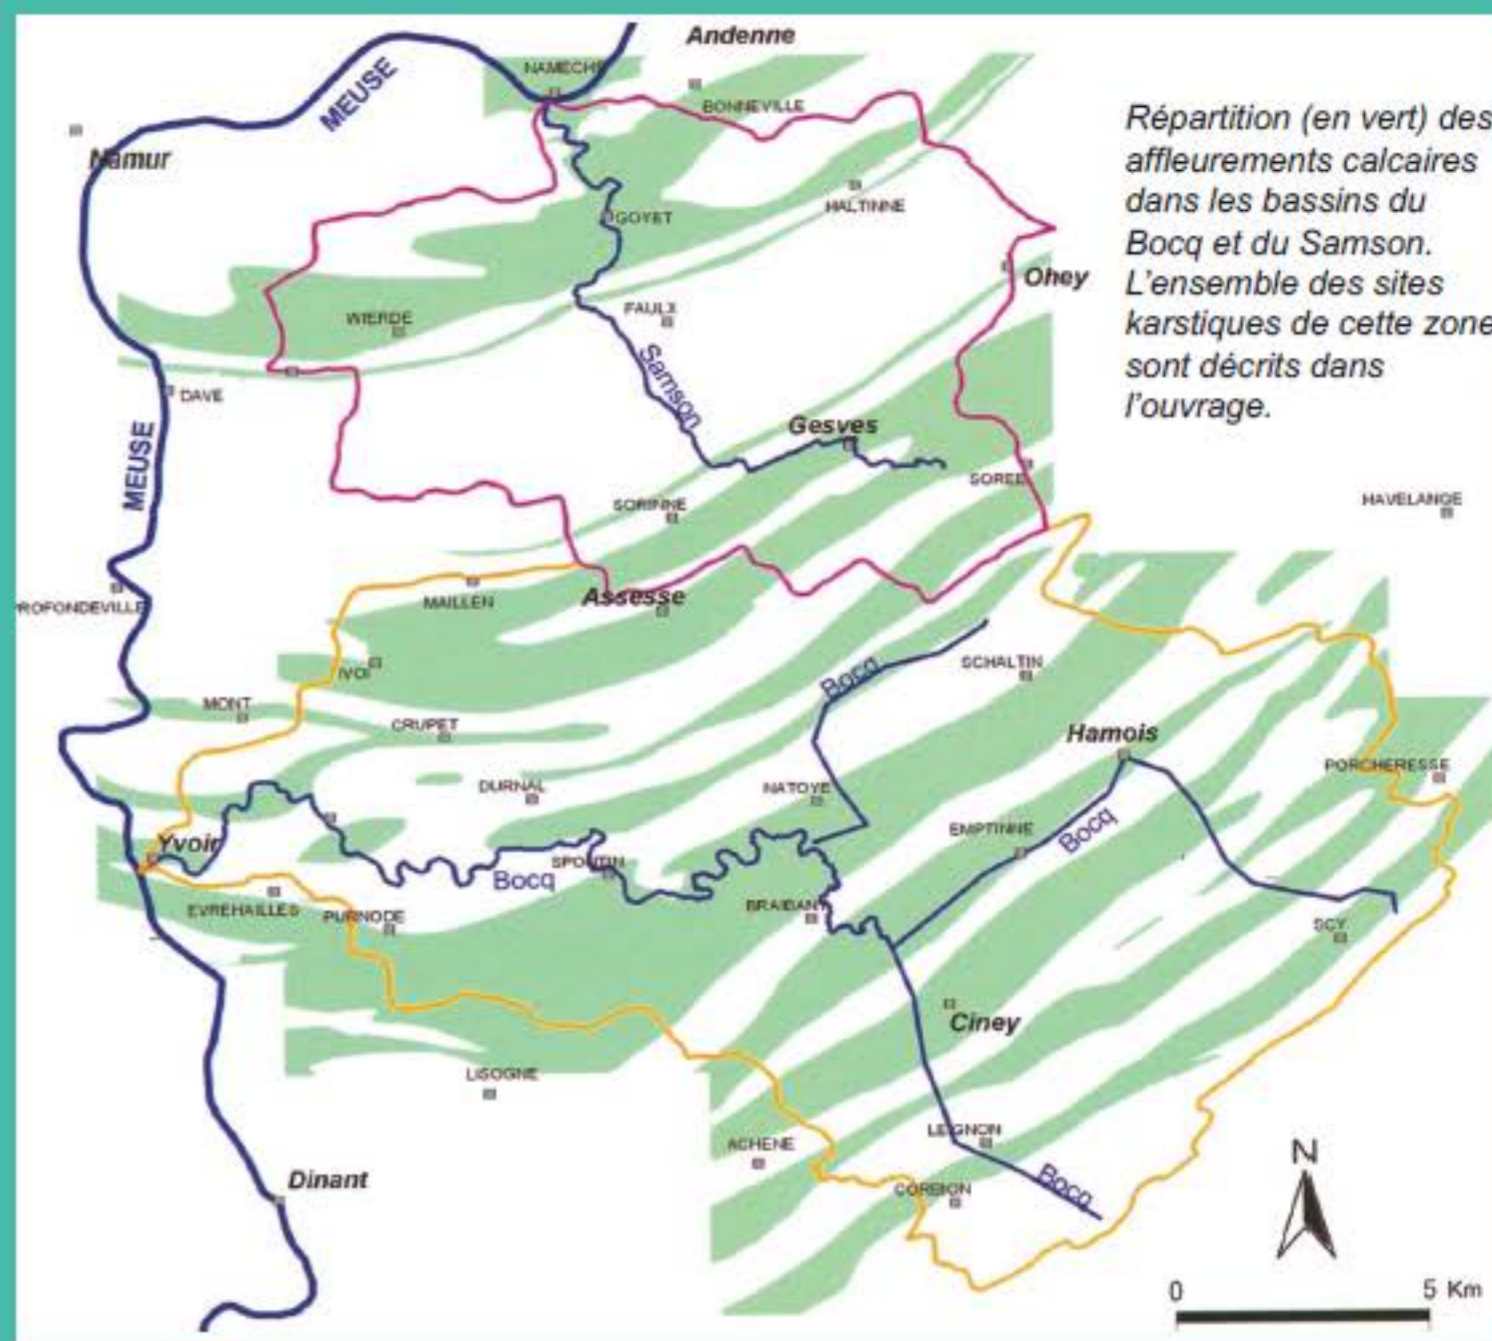 Andenne
NAMECHE
MEUSE
BONNEVILLE
Namur
Répartition (en vert) des
affleurements calcaires
dans les bassins du
Bocq et du Samson.
L'ensemble des sites
karstiques de cette zone
sont décrits dans
l'ouvrage.
HALTINNE
GOYET
Ohey
FAULX
WIERDE
Samson
DAVE
Gesves
MEUSE
SOREE
HAVELANGE
SORINNE
PROFONDEVILLE
MAILLEN
Assesse
IVOI
SCHALTIN
Bocq
MONT
CRUPET
Hamois
PORCHERESSE
DURNAL
NATOYE
EMPTINNE
Bocq
Yvoir
SPONTIN
Bocq
EVREHAILLES
PURNODE
BRAIBANT
SCY
Ciney
LISOGNE
LEIGNON
ACHENE
Dinant
CORBION
Bocq
N
0 5 Km